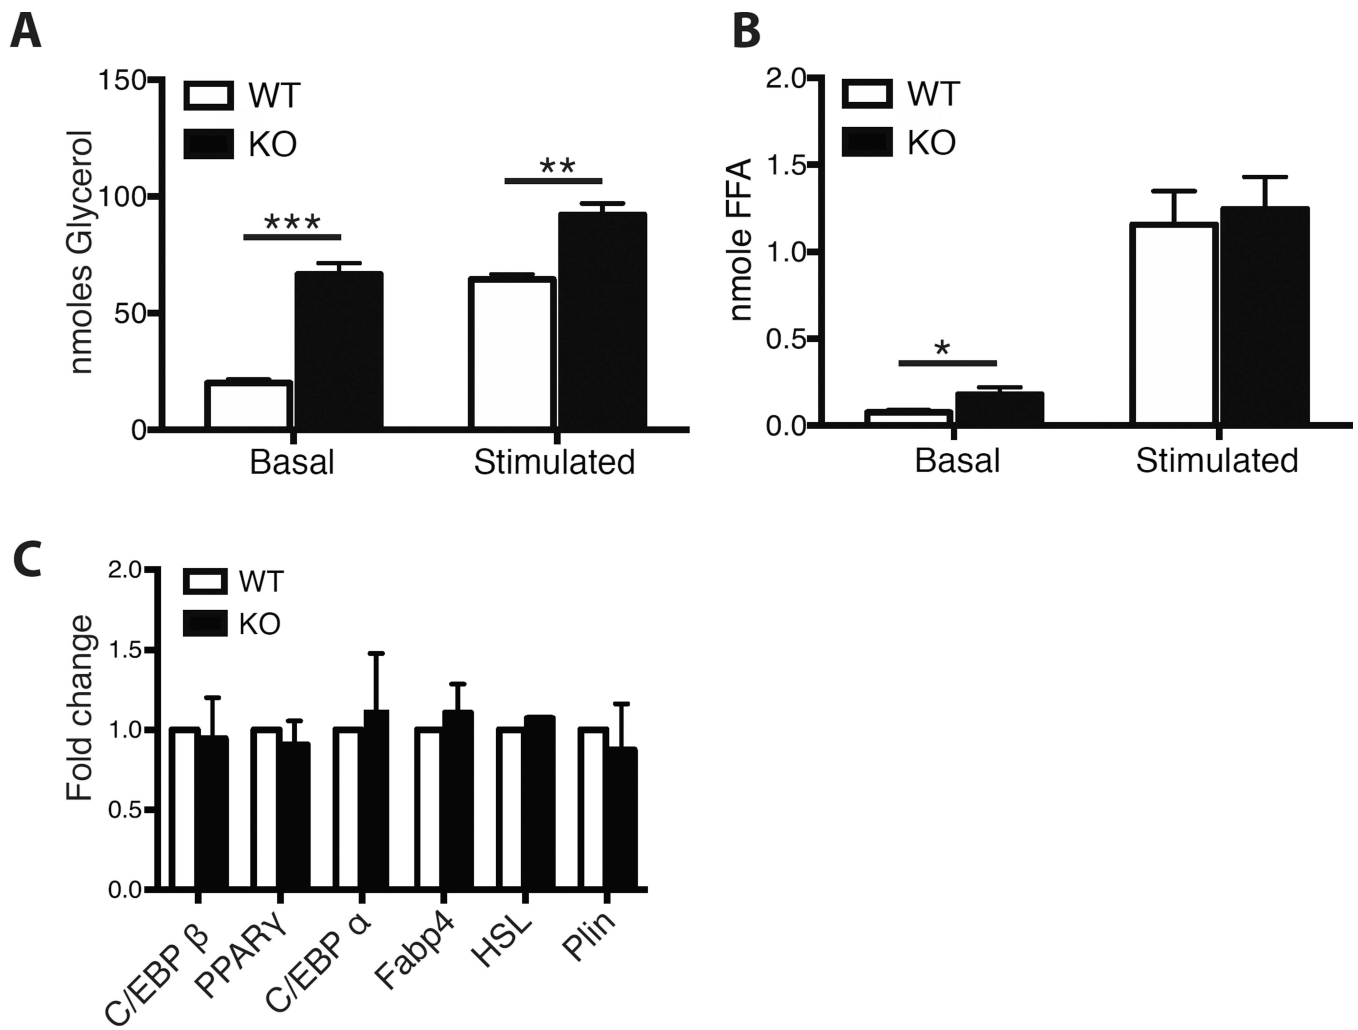 A
nmoles Glycerol
150
100
50
0
WT
KO
***
**
Basal
Stimulated
B
nmole FFA
2.0
1.5
1.0
0.5
0.0
WT
KO
*
Basal
Stimulated
C
Fold change
2.0
1.5
1.0
0.5
0.0
WT
KO
C/EBP β
PPARγ
C/EBP α
Fabp4
HSL
Plin